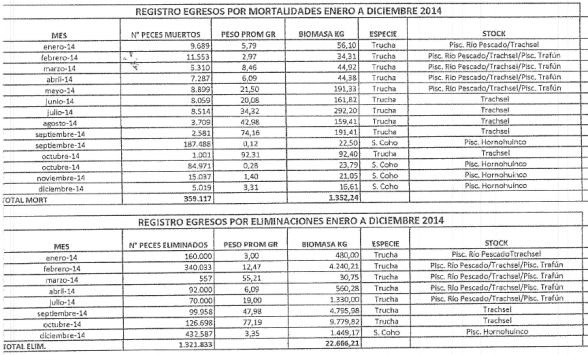 REGISTRO EGRESOS POR MORTALIDADES ENERO A DICIEMBRE 2014
MES N° PECES MUERTOS PESO PROM GR BIOMASA KG ESPECIE STOCK
enero-14 9.689 5,79 56,10 Trucha Pisc. Río Pescado/Trachsel
febrero-14 11.553 2,97 34,31 Trucha Pisc. Río Pescado/Trachsel/Pisc. Trafún
marzo-14 5.310 8,46 44,92 Trucha Pisc. Río Pescado/Trachsel/Pisc. Trafún
abril-14 7.287 6,09 44,38 Trucha Pisc. Río Pescado/Trachsel/Pisc. Trafún
mayo-14 8.899 21,50 191,33 Trucha Pisc. Río Pescado/Trachsel/Pisc. Trafún
junio-14 8.059 20,08 161,82 Trucha Trachsel
julio-14 8.514 34,32 292,20 Trucha Trachsel
agosto-14 3.709 42,98 159,41 Trucha Trachsel
septiembre-14 2.581 74,16 191,41 Trucha Trachsel
septiembre-14 187.488 0,12 22,50 S. Coho Pisc. Hornohuinco
octubre-14 1.001 92,31 92,40 Trucha Trachsel
octubre-14 84.971 0,28 23,79 S. Coho Pisc. Hornohuinco
noviembre-14 15.037 1,40 21,05 S. Coho Pisc. Hornohuinco
diciembre-14 5.019 3,31 16,61 S. Coho Pisc. Hornohuinco
TOTAL MORT 359.117 1.352,24
REGISTRO EGRESOS POR ELIMINACIONES ENERO A DICIEMBRE 2014
MES N° PECES ELIMINADOS PESO PROM GR BIOMASA KG ESPECIE STOCK
enero-14 160.000 3,00 480,00 Trucha Pisc. Río PescadoTrachsel
febrero-14 340.033 12,47 4.240,21 Trucha Pisc. Río Pescado/Trachsel/Pisc. Trafún
marzo-14 557 55,21 30,75 Trucha Pisc. Río Pescado/Trachsel/Pisc. Trafún
abril-14 92.000 6,09 560,28 Trucha Pisc. Río Pescado/Trachsel/Pisc. Trafún
julio-14 70.000 19,00 1.330,00 Trucha Pisc. Río Pescado/Trachsel/Pisc. Trafún
septiembre-14 99.958 47,98 4.795,98 Trucha Trachsel
octubre-14 126.698 77,19 9.779,82 Trucha Trachsel
diciembre-14 432.587 3,35 1.449,17 S. Coho Pisc. Hornohuinco
TOTAL ELIM. 1.321.833 22.666,21